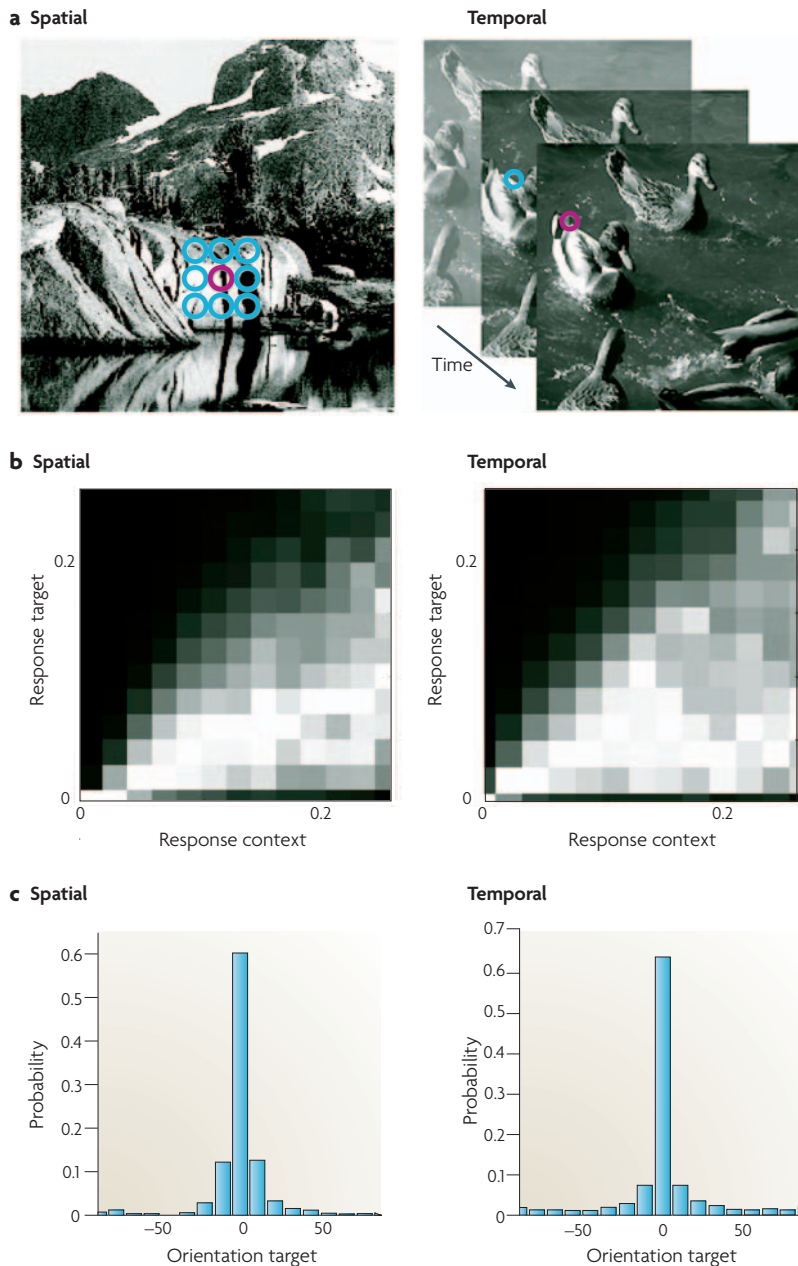 a Spatial
Temporal
Time
b Spatial
Temporal
Response target
0.2
0
0
0.2
Response context
Response target
0.2
0
0
0.2
Response context
c Spatial
Temporal
Probability
0.6
0.5
0.4
0.3
0.2
0.1
0
–50
0
50
Orientation target
Probability
0.7
0.6
0.5
0.4
0.3
0.2
0.1
0
–50
0
50
Orientation target